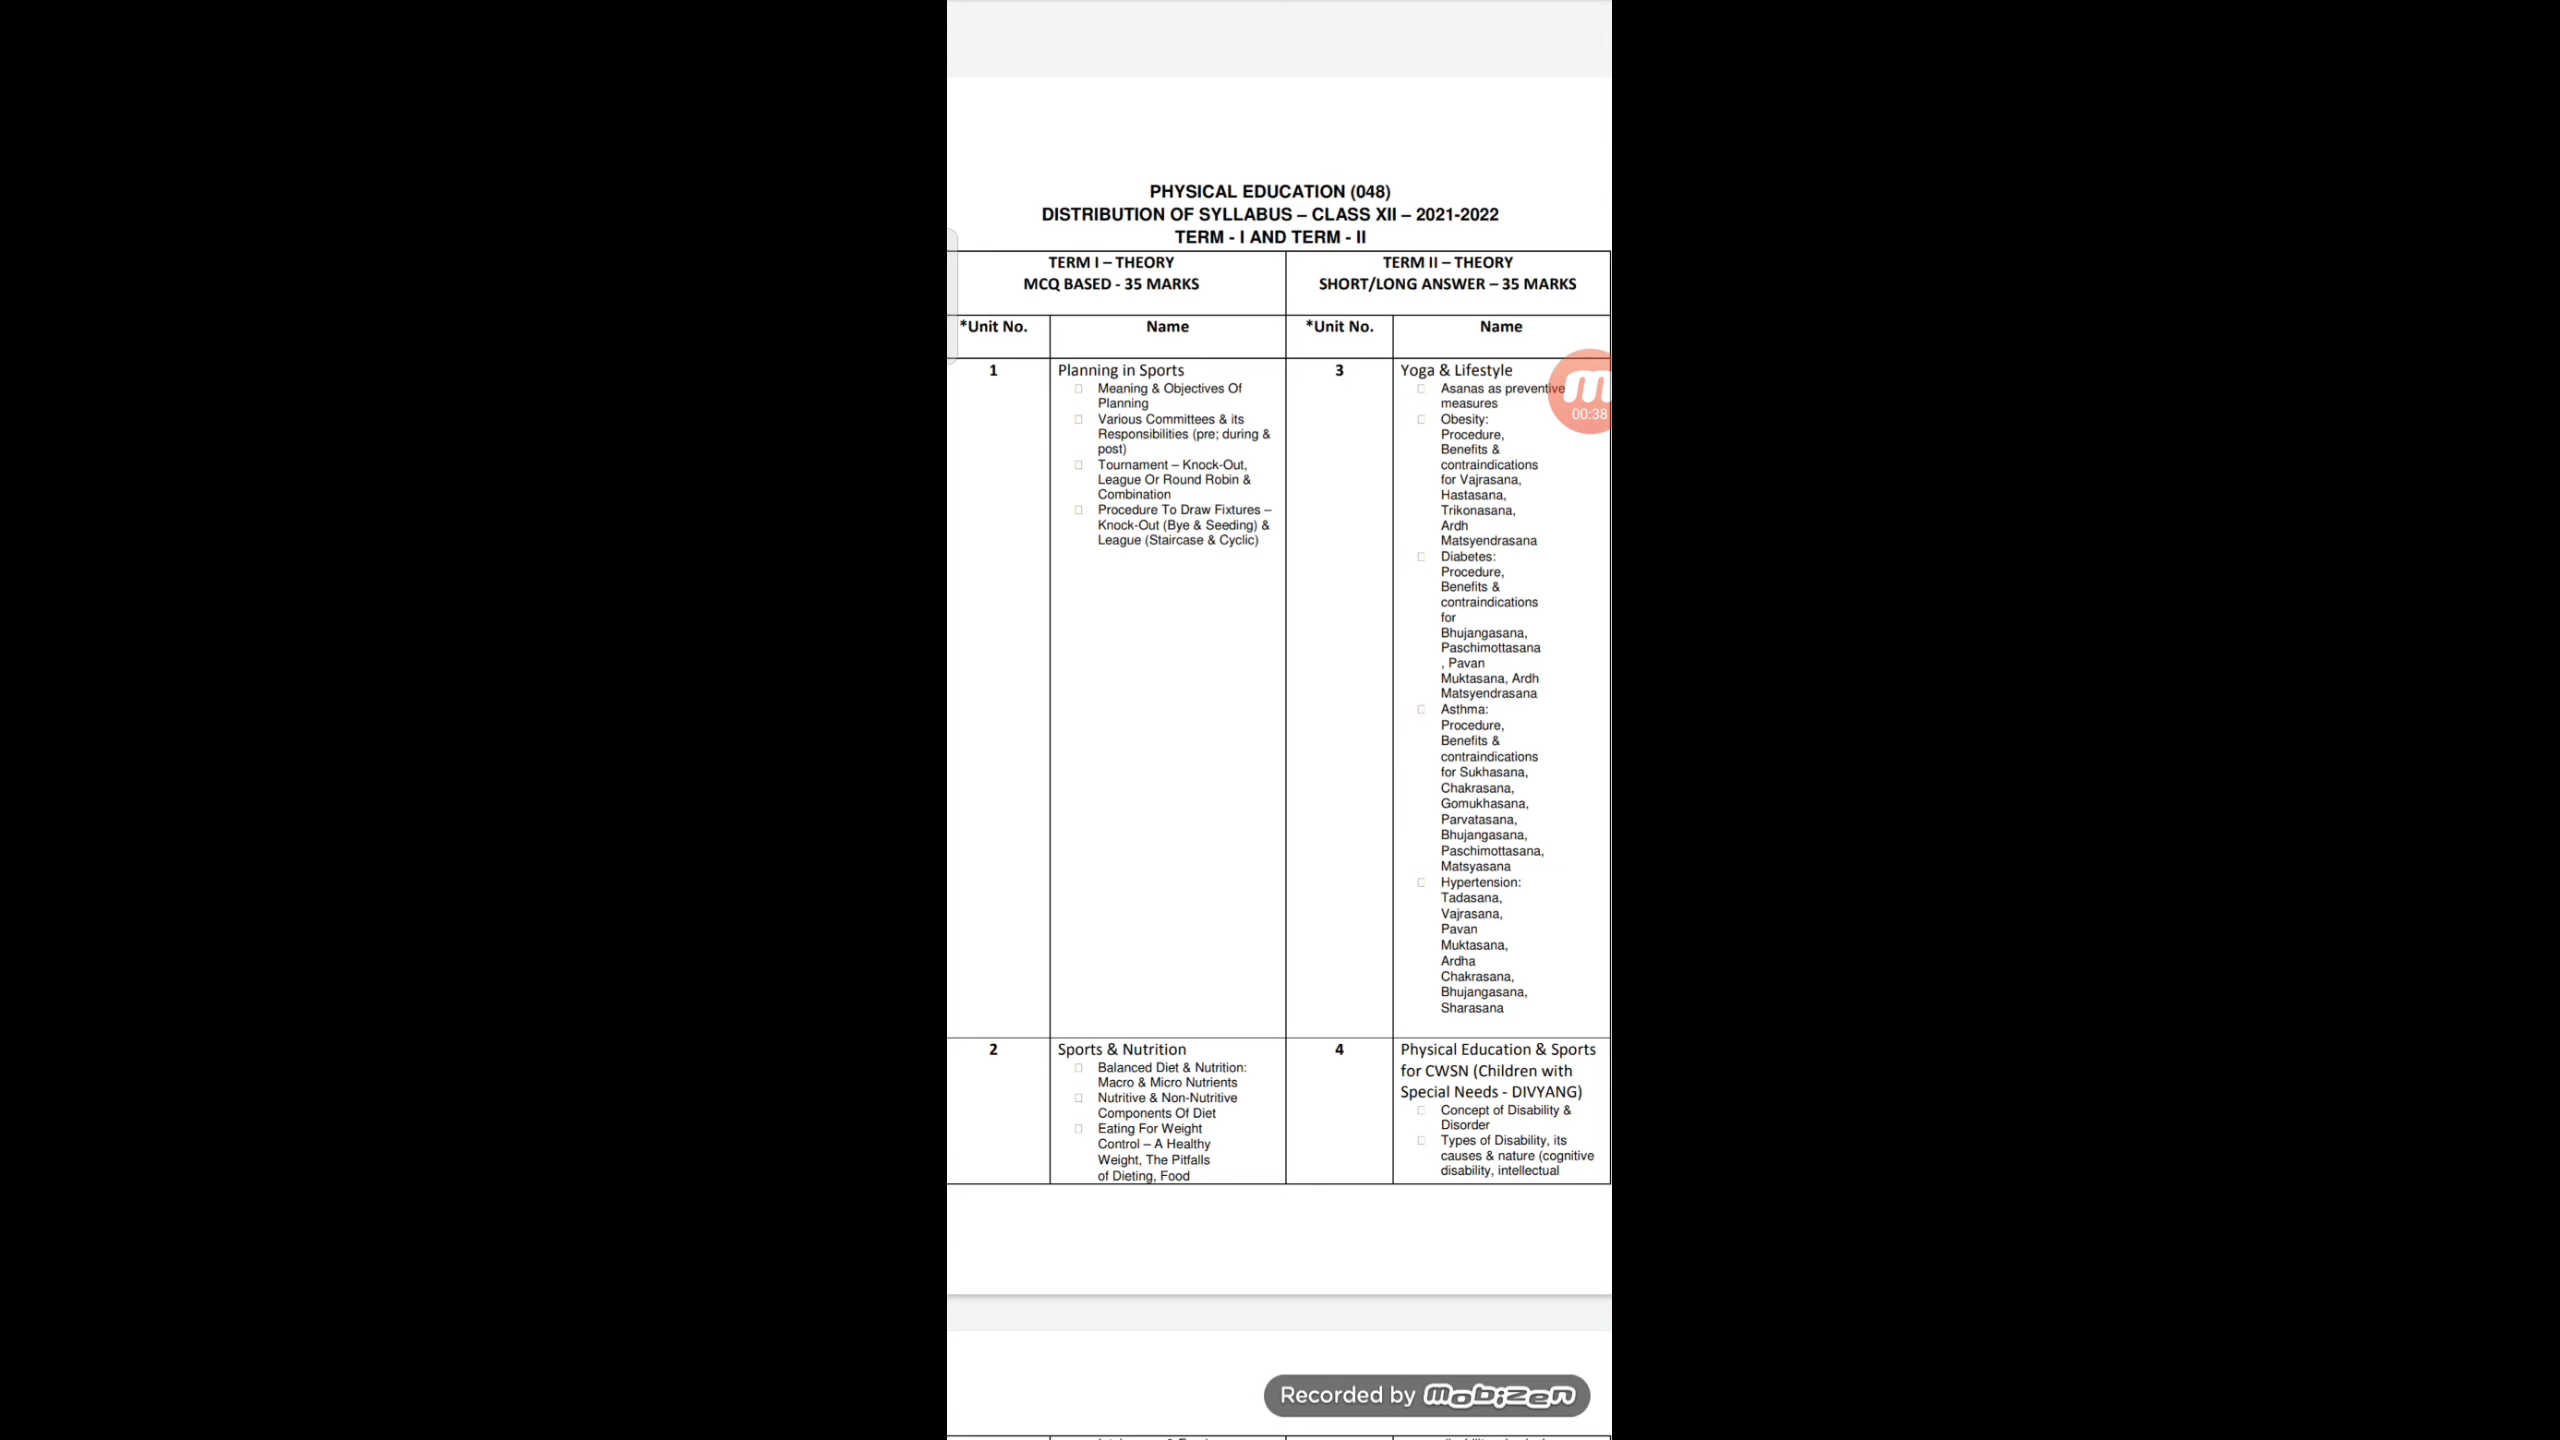 PHYSICAL EDUCATION (048)
DISTRIBUTION OF SYLLABUS – CLASS XII – 2021-2022
TERM - I AND TERM - II
TERM I – THEORY
MCQ BASED - 35 MARKS
TERM II – THEORY
SHORT/LONG ANSWER – 35 MARKS
*Unit No.
Name
*Unit No.
Name
1
Planning in Sports
Meaning & Objectives Of
Planning
Various Committees & its
Responsibilities (pre; during &
post)
Tournament – Knock-Out,
League Or Round Robin &
Combination
Procedure To Draw Fixtures –
Knock-Out (Bye & Seeding) &
League (Staircase & Cyclic)
3
Yoga & Lifestyle
Asanas as preventive
measures
Obesity:
Procedure,
Benefits &
contraindications
for Vajrasana,
Hastasana,
Trikonasana,
Ardh
Matsyendrasana
Diabetes:
Procedure,
Benefits &
contraindications
for
Bhujangasana,
Paschimottasana
, Pavan
Muktasana, Ardh
Matsyendrasana
Asthma:
Procedure,
Benefits &
contraindications
for Sukhasana,
Chakrasana,
Gomukhasana,
Parvatasana,
Bhujangasana,
Paschimottasana,
Matsyasana
Hypertension:
Tadasana,
Vajrasana,
Pavan
Muktasana,
Ardha
Chakrasana,
Bhujangasana,
Sharasana
00:38
2
Sports & Nutrition
Balanced Diet & Nutrition:
Macro & Micro Nutrients
Nutritive & Non-Nutritive
Components Of Diet
Eating For Weight
Control – A Healthy
Weight, The Pitfalls
of Dieting, Food
4
Physical Education & Sports
for CWSN (Children with
Special Needs - DIVYANG)
Concept of Disability &
Disorder
Types of Disability, its
causes & nature (cognitive
disability, intellectual
Recorded by mobizen